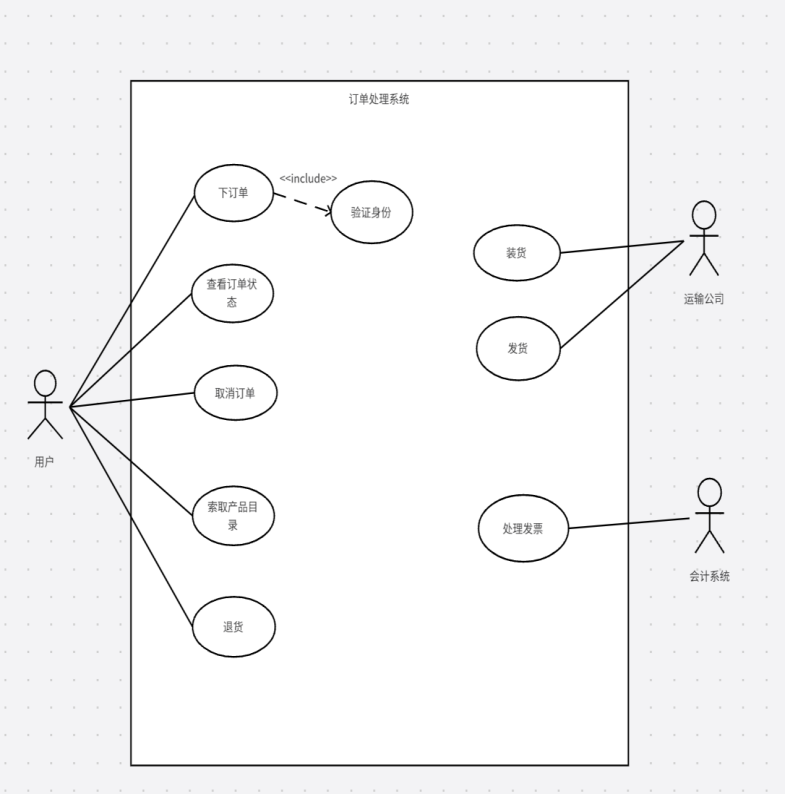 订单处理系统
<<include>>
下订单
验证身份
装货
查看订单状
态
运输公司
发货
取消订单
用户
索取产品目
录
处理发票
会计系统
退货